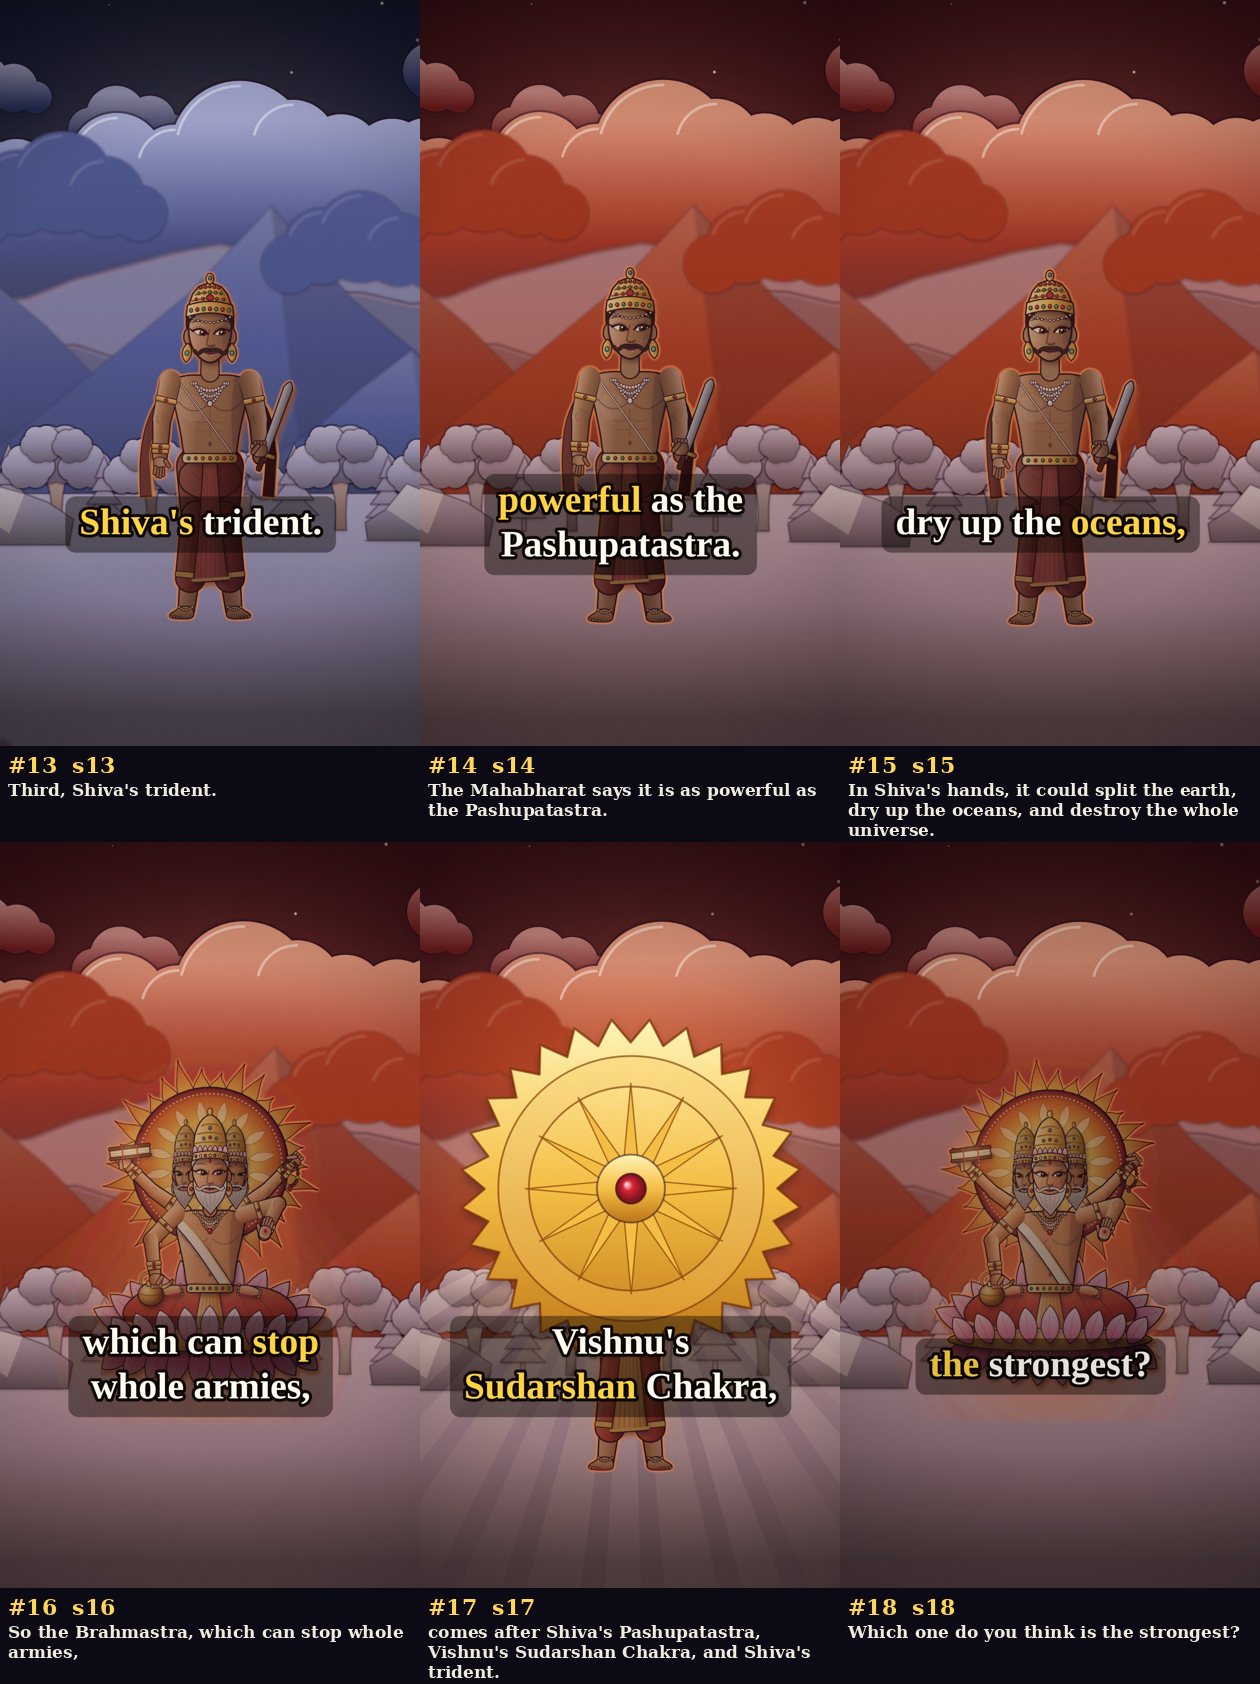 Shiva's trident.
powerful as the
Pashupatastra.
dry up the oceans,
#13 s13
Third, Shiva's trident.
#14 s14
The Mahabharat says it is as powerful as
the Pashupatastra.
#15 s15
In Shiva's hands, it could split the earth,
dry up the oceans, and destroy the whole
universe.
which can stop
whole armies,
Vishnu's
Sudarshan Chakra,
the strongest?
#16 s16
So the Brahmastra, which can stop whole
armies,
#17 s17
comes after Shiva's Pashupatastra,
Vishnu's Sudarshan Chakra, and Shiva's
trident.
#18 s18
Which one do you think is the strongest?